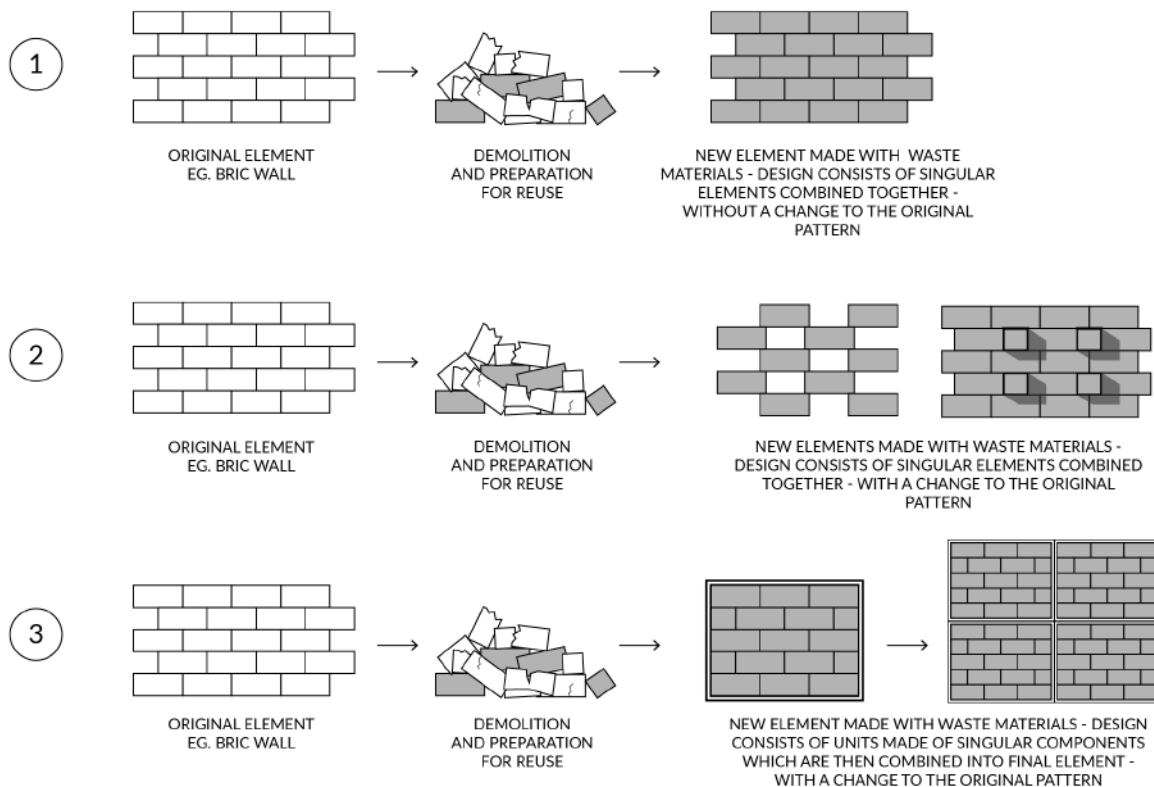 1
ORIGINAL ELEMENT
EG. BRIC WALL
DEMOLITION
AND PREPARATION
FOR REUSE
NEW ELEMENT MADE WITH WASTE
MATERIALS - DESIGN CONSISTS OF SINGULAR
ELEMENTS COMBINED TOGETHER -
WITHOUT A CHANGE TO THE ORIGINAL
PATTERN
2
ORIGINAL ELEMENT
EG. BRIC WALL
DEMOLITION
AND PREPARATION
FOR REUSE
NEW ELEMENTS MADE WITH WASTE MATERIALS -
DESIGN CONSISTS OF SINGULAR ELEMENTS COMBINED
TOGETHER - WITH A CHANGE TO THE ORIGINAL
PATTERN
3
ORIGINAL ELEMENT
EG. BRIC WALL
DEMOLITION
AND PREPARATION
FOR REUSE
NEW ELEMENT MADE WITH WASTE MATERIALS - DESIGN
CONSISTS OF UNITS MADE OF SINGULAR COMPONENTS
WHICH ARE THEN COMBINED INTO FINAL ELEMENT -
WITH A CHANGE TO THE ORIGINAL PATTERN